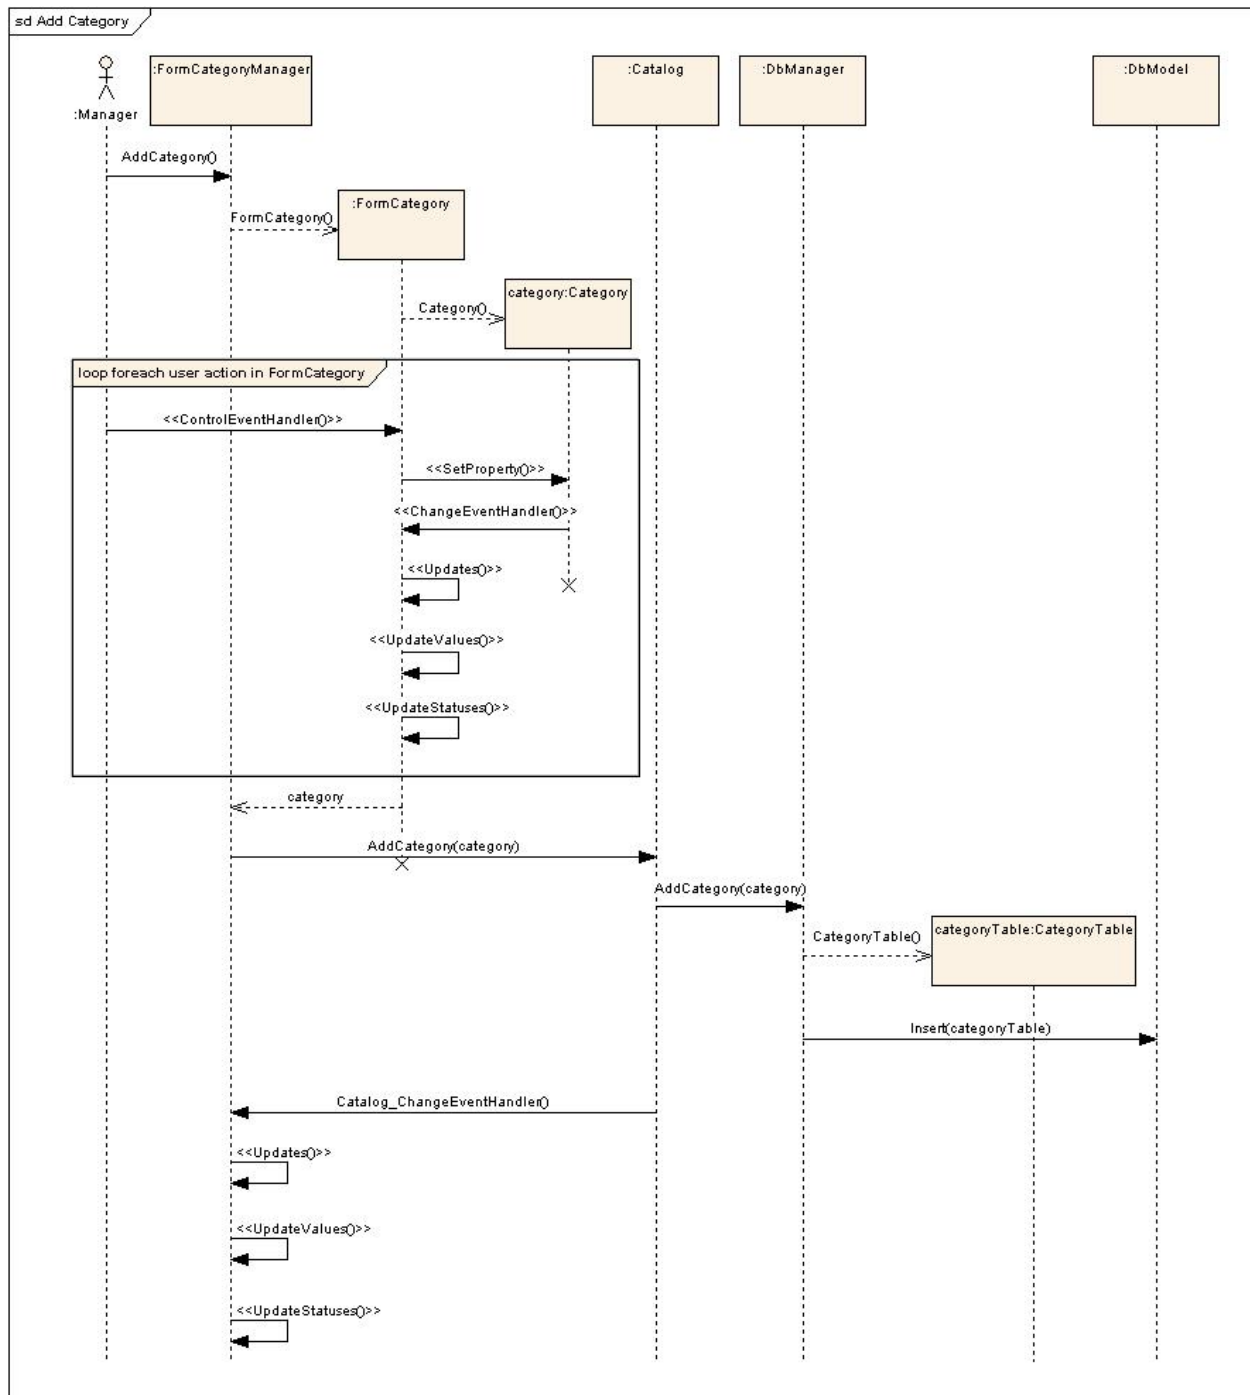 sd Add Category
:Manager
:FormCategoryManager
:Catalog
:DbManager
:DbModel
AddCategory()
:FormCategory
FormCategory()
category:Category
Category()
loop foreach user action in FormCategory
<<ControlEventHandler()>>
<<SetProperty()>>
<<ChangeEventHandler()>>
<<Updates()>>
<<UpdateValues()>>
<<UpdateStatuses()>>
category
AddCategory(category)
AddCategory(category)
categoryTable:CategoryTable
CategoryTable()
Insert(categoryTable)
Catalog_ChangeEventHandler()
<<Updates()>>
<<UpdateValues()>>
<<UpdateStatuses()>>